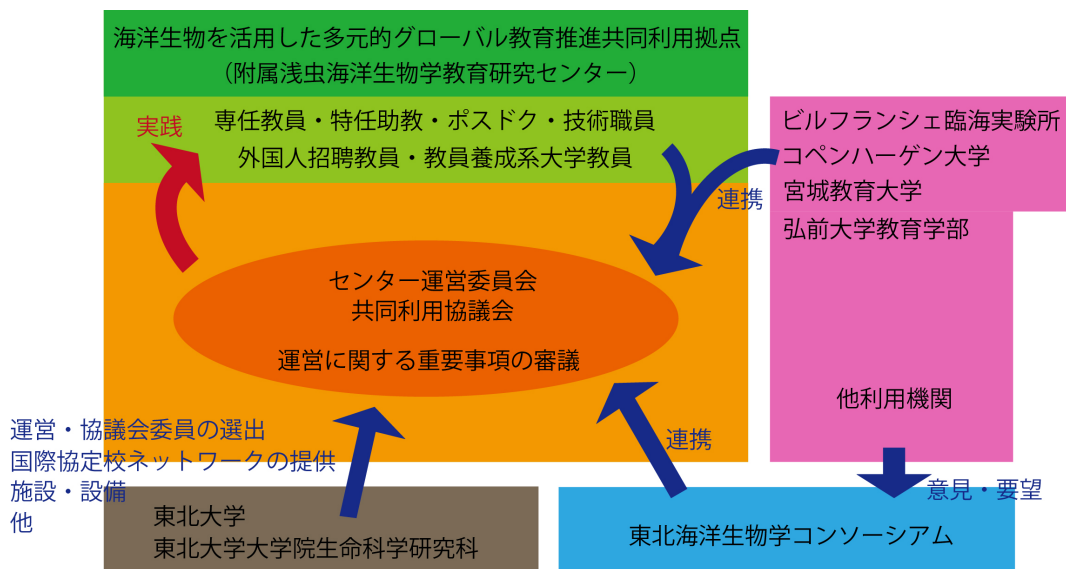 海洋生物を活用した多元的グローバル教育推進共同利用拠点
（附属浅虫海洋生物学教育研究センター）
実践
専任教員・特任助教・ポスドク・技術職員
外国人招聘教員・教員養成系大学教員
ビルフランシェ臨海実験所
コペンハーゲン大学
宮城教育大学
弘前大学教育学部
連携
センター運営委員会
共同利用協議会
運営に関する重要事項の審議
他利用機関
運営・協議会委員の選出
国際協定校ネットワークの提供
施設・設備
他
連携
意見・要望
東北大学
東北大学大学院生命科学研究科
東北海洋生物学コンソーシアム